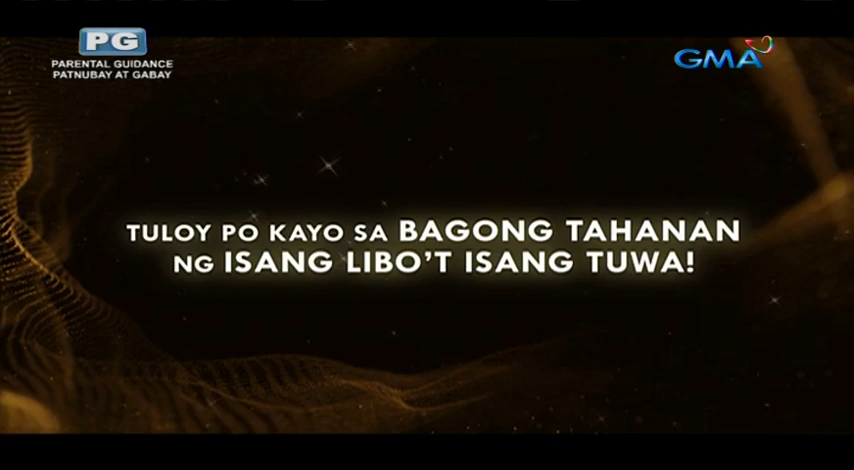 PG
PARENTAL GUIDANCE
PATNUBAY AT GABAY
GMA
TULOY PO KAYO SA BAGONG TAHANAN
NG ISANG LIBO'T ISANG TUWA!